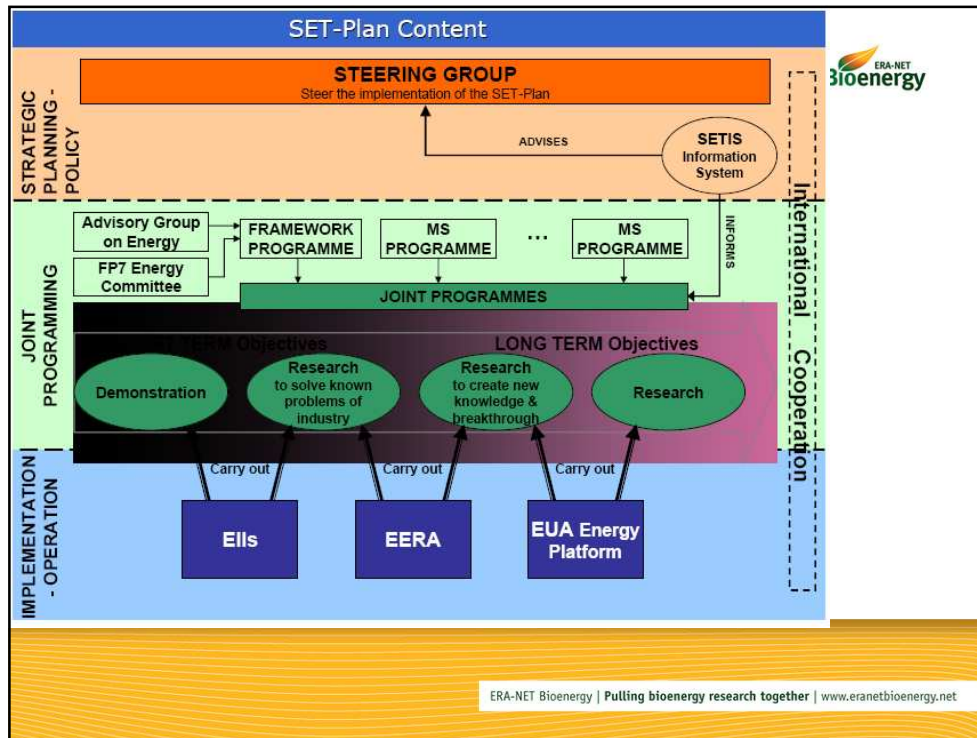 SET-Plan Content
ERA-NET
Bioenergy
STRATEGIC
PLANNING -
POLICY
STEERING GROUP
Steer the implementation of the SET-Plan
ADVISES
SETIS
Information
System
INFORMS
International Cooperation
JOINT
PROGRAMMING
Advisory Group
on Energy
FP7 Energy
Committee
FRAMEWORK
PROGRAMME
MS
PROGRAMME
...
MS
PROGRAMME
JOINT PROGRAMMES
TERM Objectives
LONG TERM Objectives
Demonstration
Research
to solve known
problems of
industry
Research
to create new
knowledge &
breakthrough
Research
IMPLEMENTATION
- OPERATION
Carry out
Carry out
Carry out
EIIs
EERA
EUA Energy
Platform
ERA-NET Bioenergy | Pulling bioenergy research together | www.eranetbioenergy.net